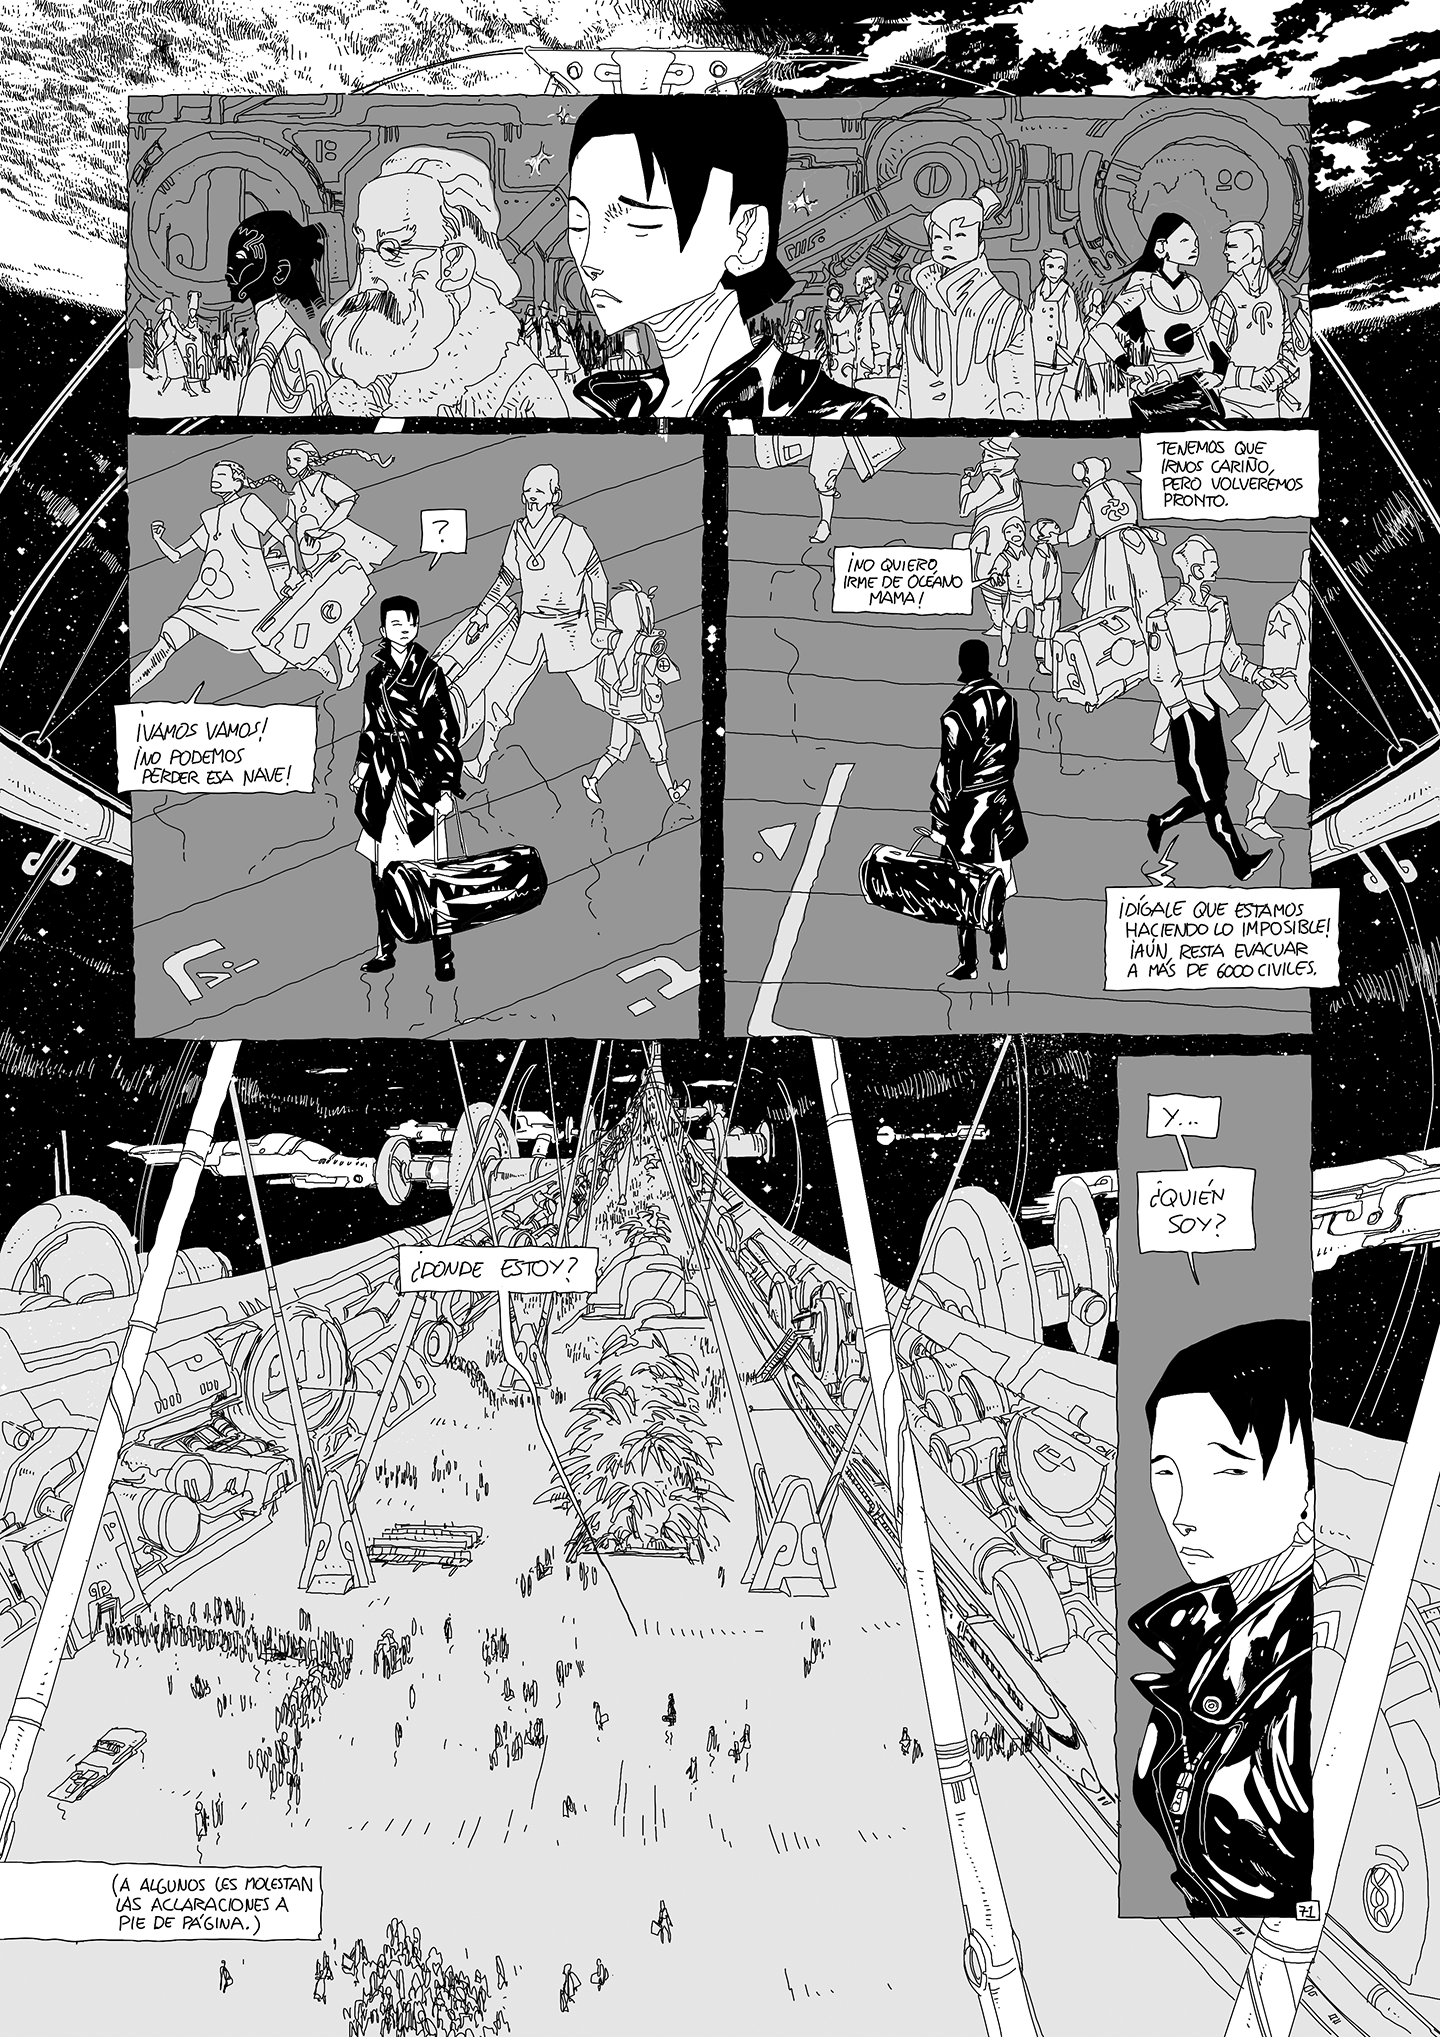 ?
¡VAMOS VAMOS!
¡NO PODEMOS
PERDER ESA NAVE!
TENEMOS QUE
IRNOS CARIÑO,
PERO VOLVEREMOS
PRONTO.
¡NO QUIERO
IRME DE OCEANO
MAMA!
¡DÍGALE QUE ESTAMOS
HACIENDO LO IMPOSIBLE!
¡AÚN, RESTA EVACUAR
A MÁS DE 6000 CIVILES.
¿DONDE ESTOY?
Y...
¿QUIÉN
SOY?
(A ALGUNOS LES MOLESTAN
LAS ACLARACIONES A
PIE DE PÁGINA.)
71